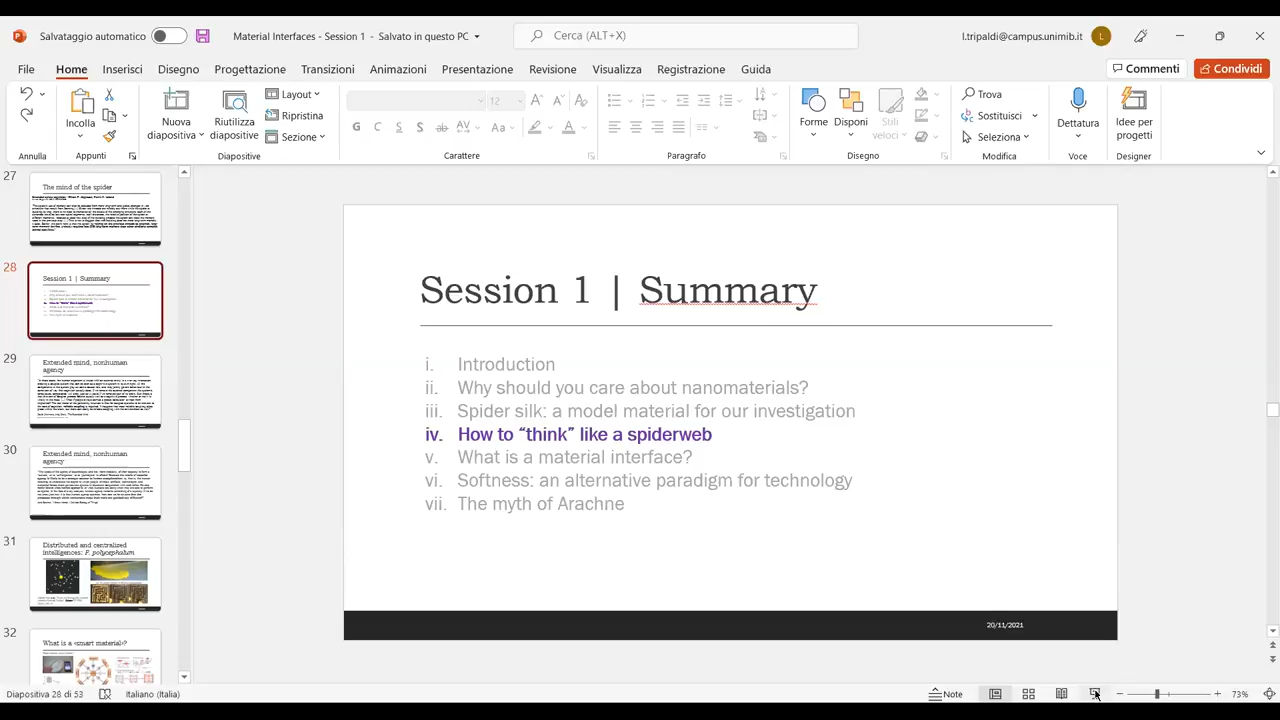 Salvataggio automatico
Material Interfaces - Session 1 - Salvato in questo PC
Cerca (ALT+X)
l.tripaldi@campus.unimib.it
L
File Home Inserisci Disegno Progettazione Transizioni Animazioni Presentazione Revisione Visualizza Registrazione Guida
Commenti
Condividi
Incolla
Nuova diapositiva
Riutilizza diapositive
Layout
Ripristina
Sezione
12
G C S S ab AV Aa A
Forme
Disponi
Stili veloci
Trova
Sostituisci
Seleziona
Dettatura
Idee per progetti
Annulla
Appunti
Diapositive
Carattere
Paragrafo
Disegno
Modifica
Voce
Designer
27
The mind of the spider
28
Session 1 | Summary
29
Extended mind, nonhuman
agency
30
Extended mind, nonhuman
agency
31
Distributed and centralized
intelligences: P. polycephalum
32
What is a «smart material»?
Session 1 | Summary
i. Introduction
ii. Why should you care about nanomaterials?
iii. Spider silk: a model material for our investigation
iv. How to “think” like a spiderweb
v. What is a material interface?
vi. Softness: an alternative paradigm for technology
vii. The myth of Arachne
20/11/2021
Diapositiva 28 di 53
Italiano (Italia)
Note
73%